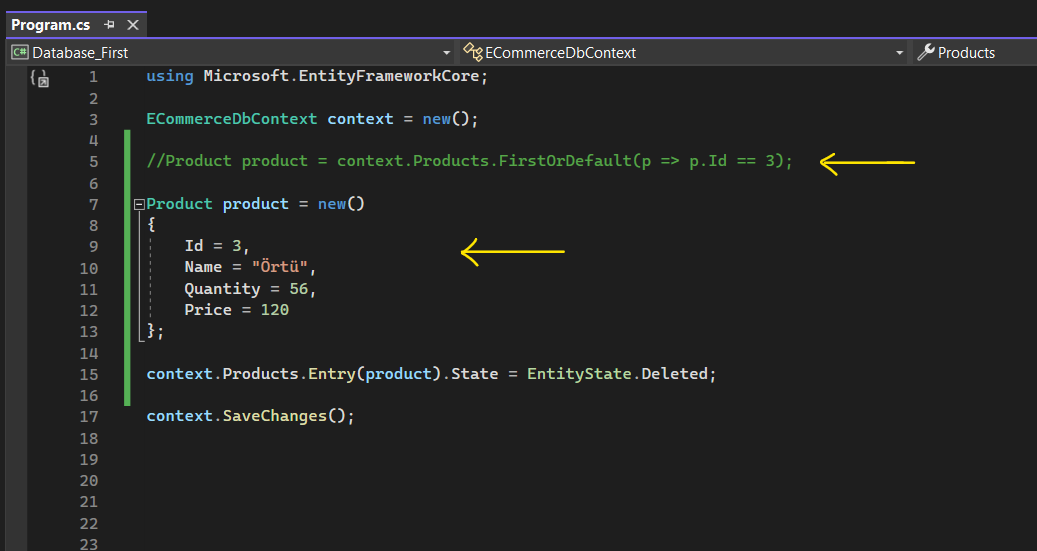 Program.cs
C# Database_First ECommerceDbContext Products
1 using Microsoft.EntityFrameworkCore;
2
3 ECommerceDbContext context = new();
4
5 //Product product = context.Products.FirstOrDefault(p => p.Id == 3);
6
7 Product product = new()
8 {
9 Id = 3,
10 Name = "Örtü",
11 Quantity = 56,
12 Price = 120
13 };
14
15 context.Products.Entry(product).State = EntityState.Deleted;
16
17 context.SaveChanges();
18
19
20
21
22
23